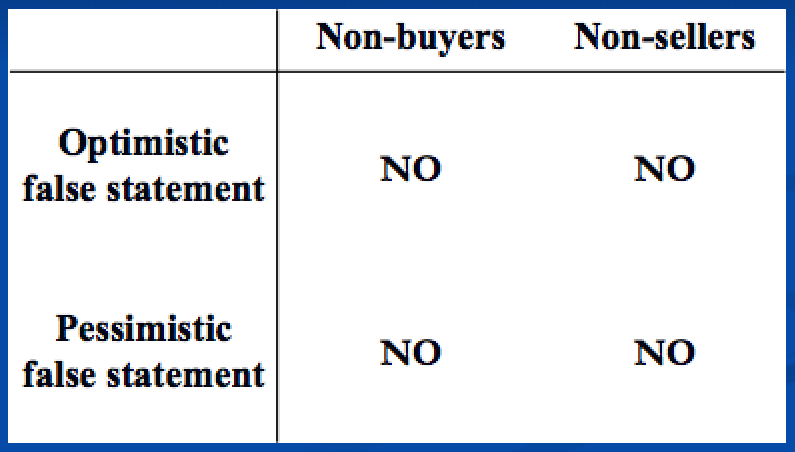 Non-buyers Non-sellers
Optimistic
false statement
NO NO
Pessimistic
false statement
NO NO